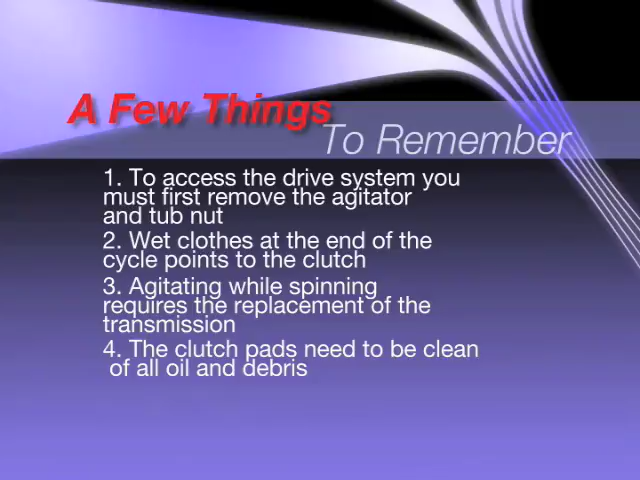 A Few Things
To Remember
1. To access the drive system you
must first remove the agitator
and tub nut
2. Wet clothes at the end of the
cycle points to the clutch
3. Agitating while spinning
requires the replacement of the
transmission
4. The clutch pads need to be clean
of all oil and debris